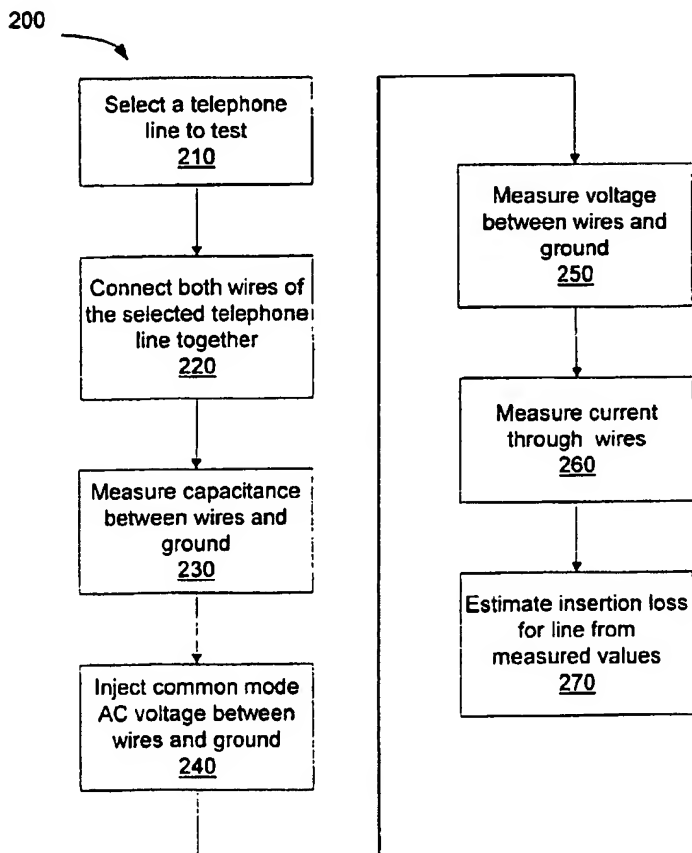 200
Select a telephone
line to test
210
Connect both wires of
the selected telephone
line together
220
Measure capacitance
between wires and
ground
230
Inject common mode
AC voltage between
wires and ground
240
Measure voltage
between wires and
ground
250
Measure current
through wires
260
Estimate insertion loss
for line from
measured values
270